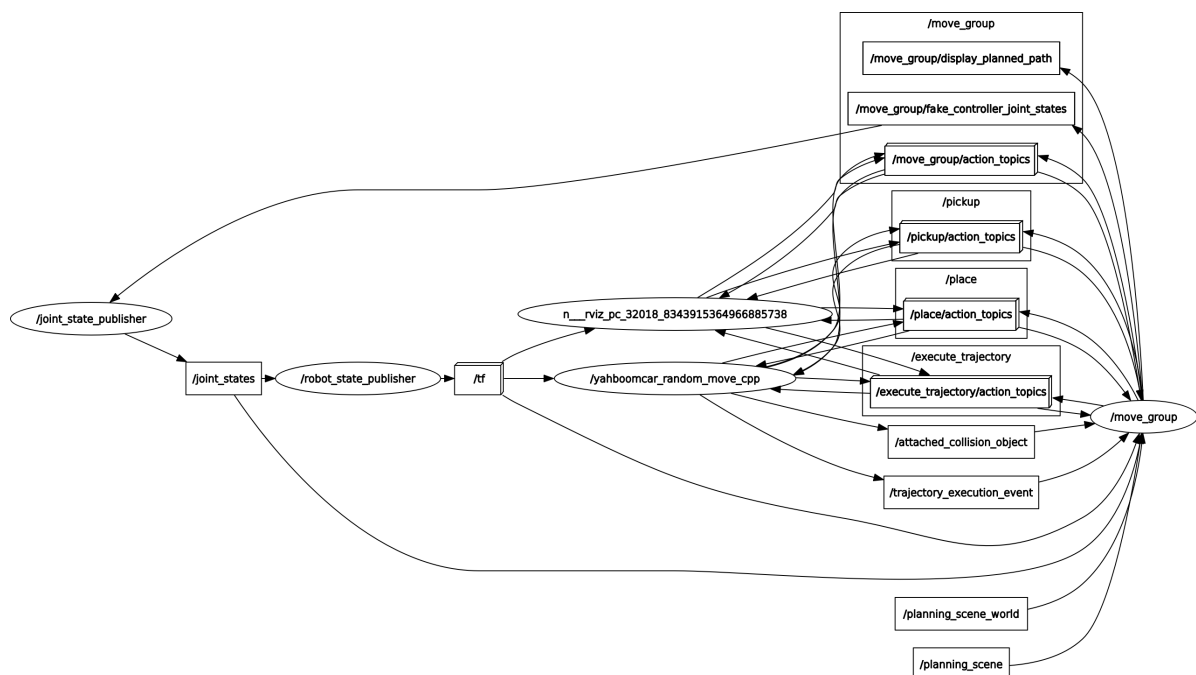 /move_group
/move_group/display_planned_path
/move_group/fake_controller_joint_states
/move_group/action_topics
/pickup
/pickup/action_topics
/place
/place/action_topics
/joint_state_publisher
n___rviz_pc_32018_8343915364966885738
/execute_trajectory
/execute_trajectory/action_topics
/joint_states
/robot_state_publisher
/tf
/yahboomcar_random_move_cpp
/move_group
/attached_collision_object
/trajectory_execution_event
/planning_scene_world
/planning_scene